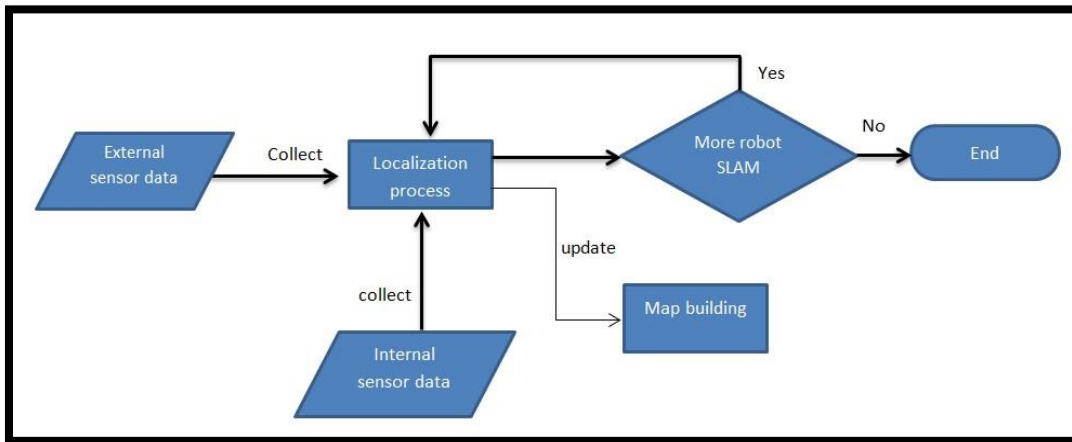 Yes
External
sensor data
Collect
Localization
process
More robot
SLAM
No
End
update
collect
Map building
Internal
sensor data